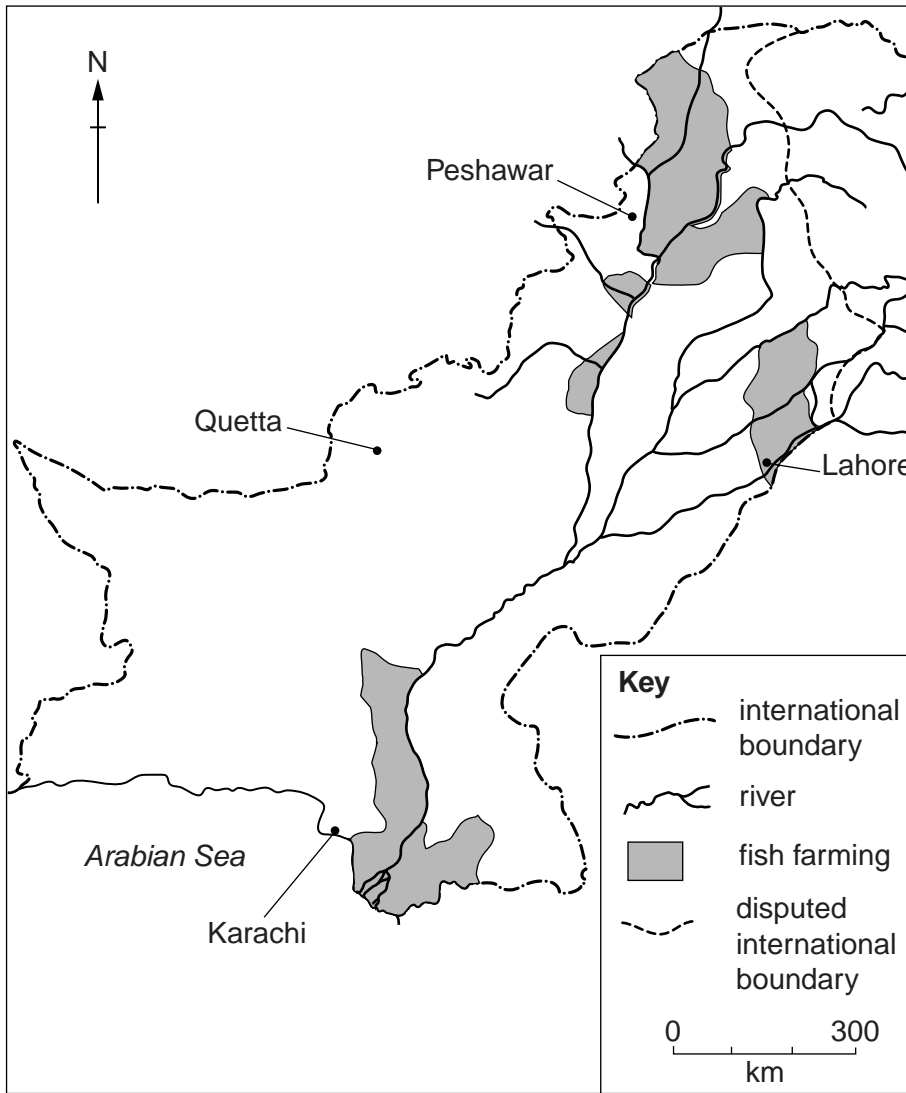 N
Peshawar
Quetta
Lahore
Arabian Sea
Karachi
Key
international
boundary
river
fish farming
disputed
international
boundary
0 300
km